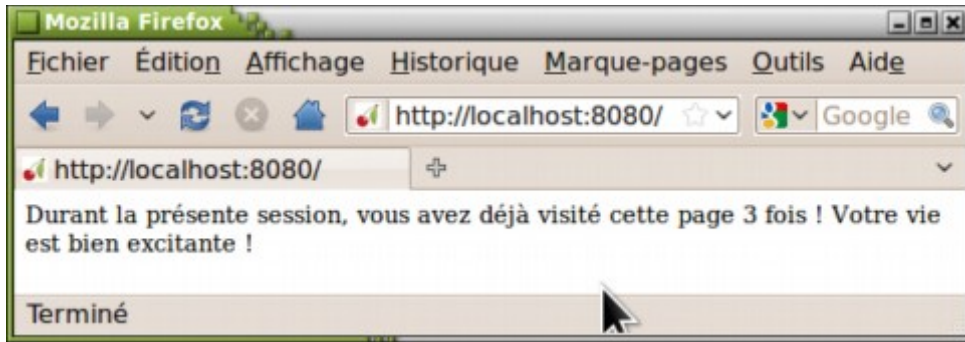 Mozilla Firefox
Fichier Édition Affichage Historique Marque-pages Outils Aide
http://localhost:8080/ Google
http://localhost:8080/
Durant la présente session, vous avez déjà visité cette page 3 fois ! Votre vie
est bien excitante !
Terminé